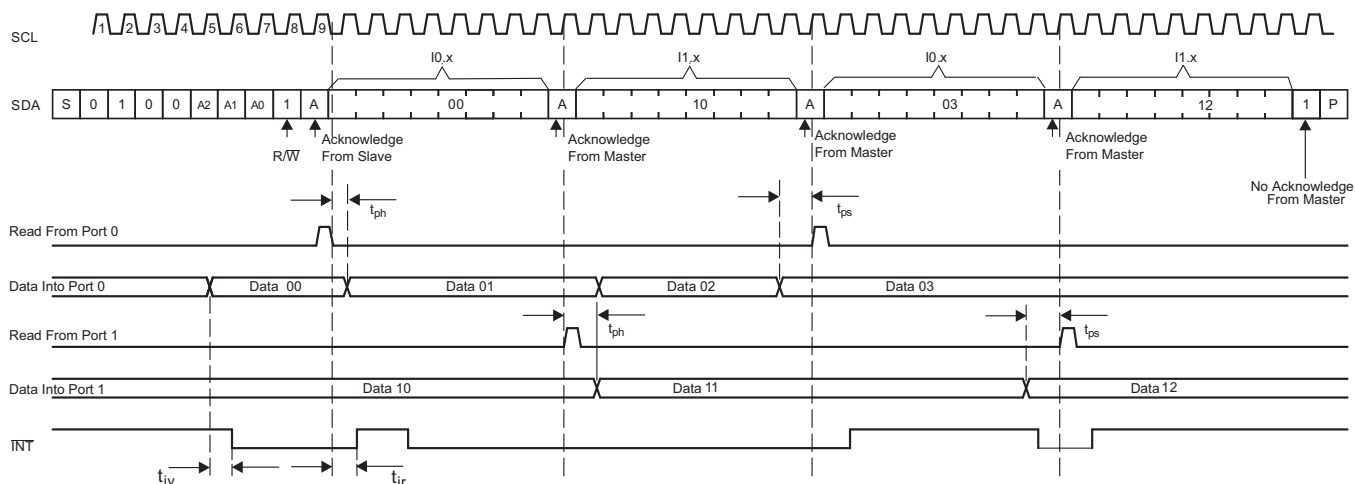 SCL 1 2 3 4 5 6 7 8 9
I0.x I1.x I0.x I1.x
SDA S 0 1 0 0 A2 A1 A0 1 A 00 A 10 A 03 A 12 1 P
R/W̅
Acknowledge
From Slave
Acknowledge
From Master
Acknowledge
From Master
Acknowledge
From Master
No Acknowledge
From Master
tph tps
Read From Port 0
Data Into Port 0 Data 00 Data 01 Data 02 Data 03
tph tps
Read From Port 1
Data Into Port 1 Data 10 Data 11 Data 12
I̅N̅T̅
tiv tir